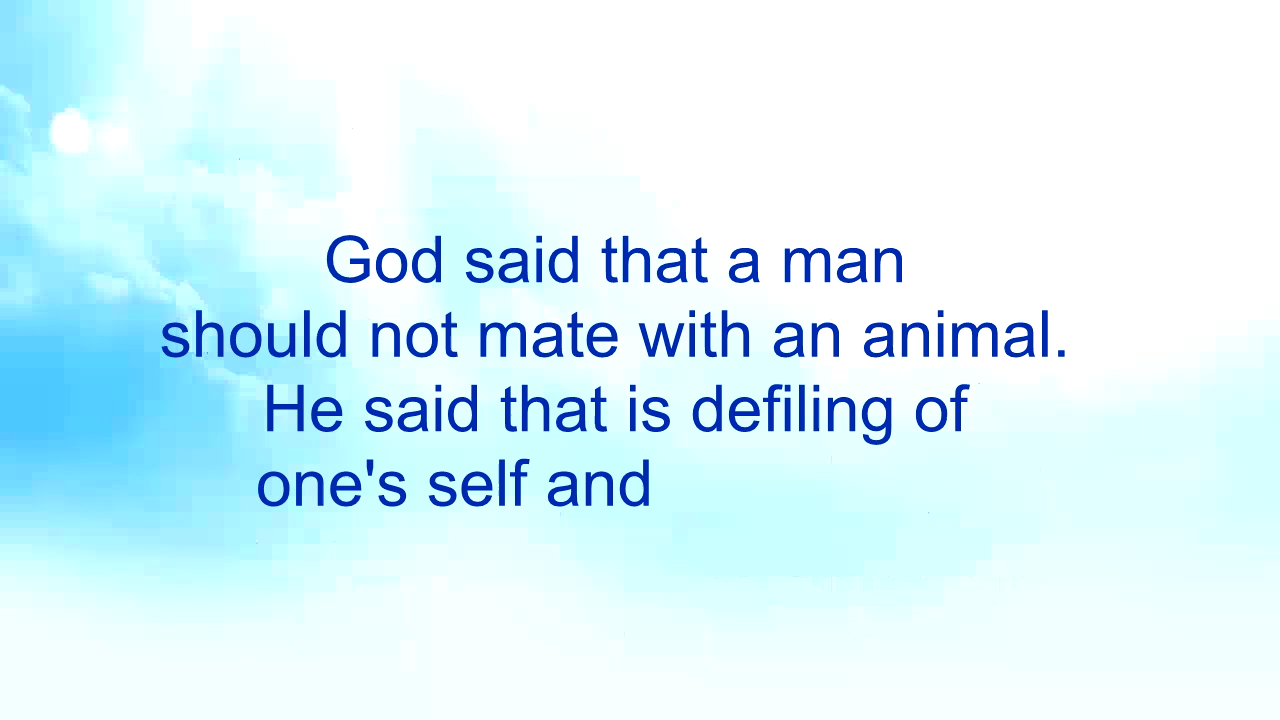 God said that a man
should not mate with an animal.
He said that is defiling of
one's self and